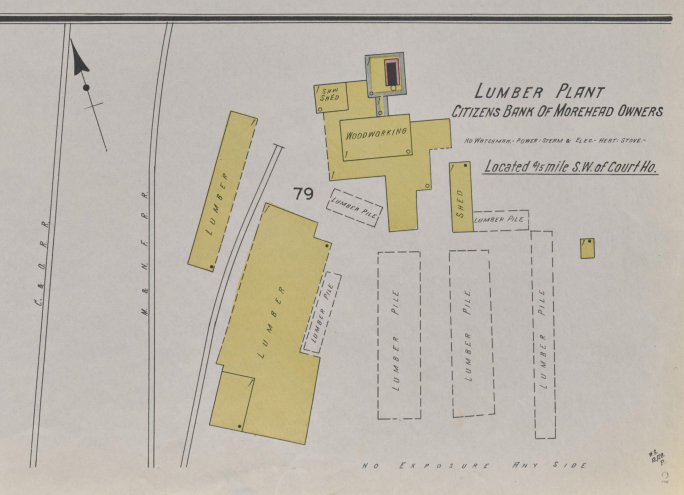 LUMBER PLANT
CITIZENS BANK OF MOREHEAD OWNERS
NO WATCHMAN - POWER: STEAM & ELEC - HEAT: STOVE -
Located 4/5 mile S.W. of Court Ho.
SAW
SHED
WOODWORKING
LUMBER
79
LUMBER PILE
SHED
LUMBER PILE
C. & O. R. R.
M & N. F. R. R.
LUMBER
LUMBER PILE
LUMBER PILE
LUMBER PILE
LUMBER PILE
NO EXPOSURE ANY SIDE
2